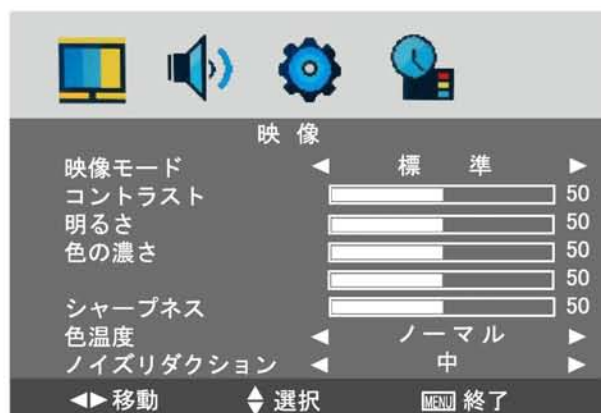 映 像
映像モード ◀ 標 準 ▶
コントラスト 50
明るさ 50
色の濃さ 50
50
シャープネス 50
色温度 ◀ ノーマル ▶
ノイズリダクション ◀ 中 ▶
◀▶移動 選択 MENU 終了